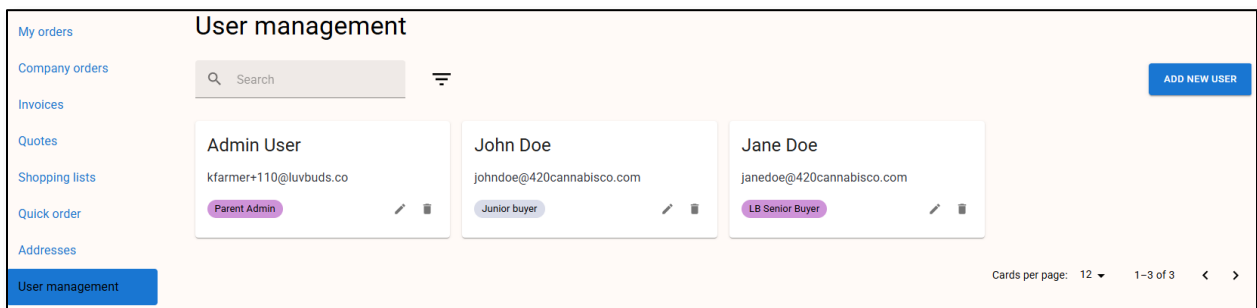 My orders
Company orders
Invoices
Quotes
Shopping lists
Quick order
Addresses
User management
User management
Search
ADD NEW USER
Admin User
kfarmer+110@luvbuds.co
Parent Admin
John Doe
johndoe@420cannabisco.com
Junior buyer
Jane Doe
janedoe@420cannabisco.com
LB Senior Buyer
Cards per page: 12
1–3 of 3